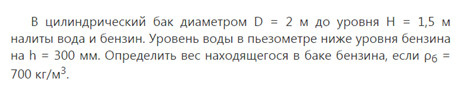 В цилиндрический бак диаметром D = 2 м до уровня H = 1,5 м
налиты вода и бензин. Уровень воды в пьезометре ниже уровня бензина
на h = 300 мм. Определить вес находящегося в баке бензина, если ρб =
700 кг/м³.